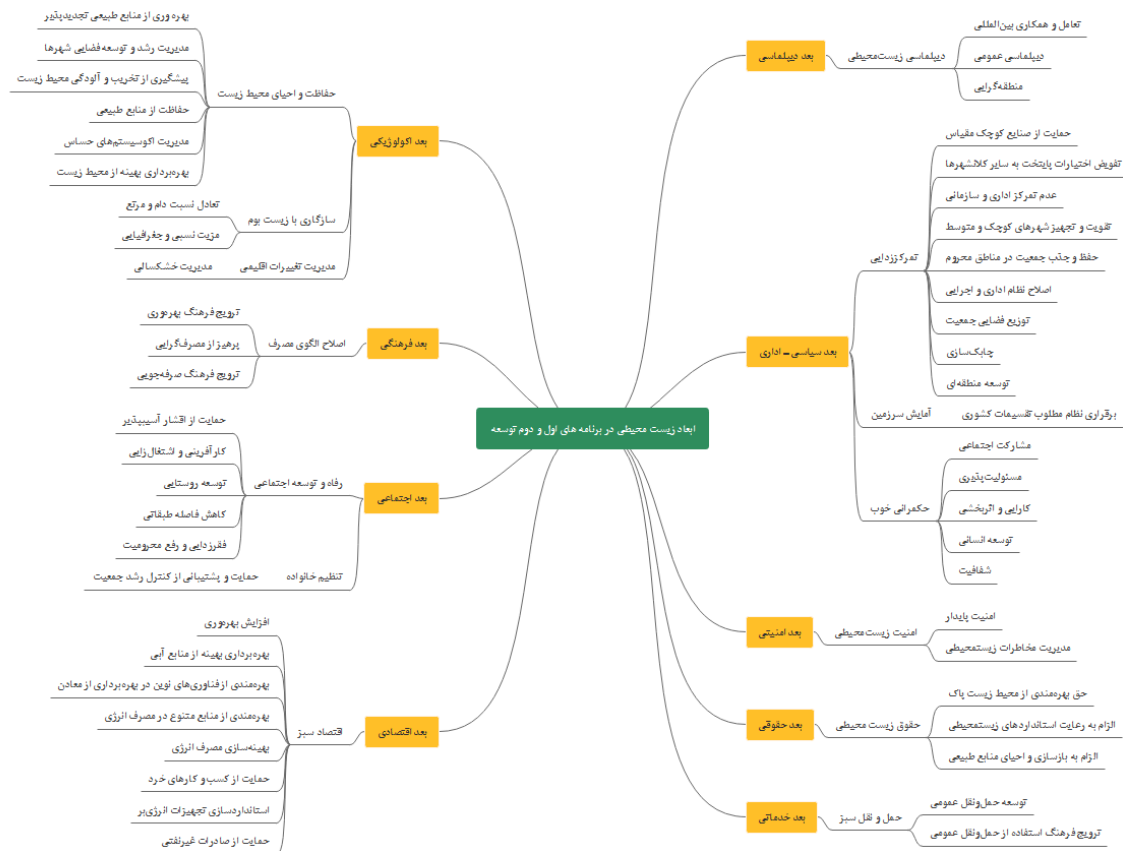 ابعاد زیست محیطی در برنامه های اول و دوم توسعه
بعد دیپلماسی
دیپلماسی زیست‌محیطی
تعامل و همکاری بین‌المللی
دیپلماسی عمومی
منطقه‌گرایی
بعد سیاسی - اداری
تمرکززدایی
حمایت از صنایع کوچک مقیاس
تفویض اختیارات پایتخت به سایر کلانشهرها
عدم تمرکز اداری و سازمانی
تقویت و تجهیز شهرهای کوچک و متوسط
حفظ و جذب جمعیت در مناطق محروم
اصلاح نظام اداری و اجرایی
توزیع فضایی جمعیت
چابک‌سازی
توسعه منطقه‌ای
آمایش سرزمین
برقراری نظام مطلوب تقسیمات کشوری
حکمرانی خوب
مشارکت اجتماعی
مسئولیت‌پذیری
کارایی و اثربخشی
توسعه انسانی
شفافیت
بعد امنیتی
امنیت زیست‌محیطی
امنیت پایدار
مدیریت مخاطرات زیستمحیطی
بعد حقوقی
حقوق زیست محیطی
حق بهره‌مندی از محیط زیست پاک
الزام به رعایت استانداردهای زیستمحیطی
الزام به بازسازی و احیای منابع طبیعی
بعد خدماتی
حمل و نقل سبز
توسعه حمل‌ونقل عمومی
ترویج فرهنگ استفاده از حمل‌ونقل عمومی
بعد اکولوژیکی
حفاظت و احیای محیط زیست
بهره وری از منابع طبیعی تجدیدپذیر
مدیریت رشد و توسعه فضایی شهرها
پیشگیری از تخریب و آلودگی محیط زیست
حفاظت از منابع طبیعی
مدیریت اکوسیستم‌های حساس
بهره‌برداری بهینه از محیط زیست
سازگاری با زیست بوم
تعادل نسبت دام و مرتع
مزیت نسبی و جغرافیایی
مدیریت تغییرات اقلیمی
مدیریت خشکسالی
بعد فرهنگی
اصلاح الگوی مصرف
ترویج فرهنگ بهره‌وری
پرهیز از مصرف‌گرایی
ترویج فرهنگ صرفه‌جویی
بعد اجتماعی
رفاه و توسعه اجتماعی
حمایت از اقشار آسیبپذیر
کارآفرینی و اشتغال‌زایی
توسعه روستایی
کاهش فاصله طبقاتی
فقرزدایی و رفع محرومیت
تنظیم خانواده
حمایت و پشتیبانی از کنترل رشد جمعیت
بعد اقتصادی
اقتصاد سبز
افزایش بهره‌وری
بهره‌برداری بهینه از منابع آبی
بهره‌مندی از فناوری‌های نوین در بهره‌برداری از معادن
بهره‌مندی از منابع متنوع در مصرف انرژی
بهینه‌سازی مصرف انرژی
حمایت از کسب و کارهای خرد
استانداردسازی تجهیزات انرژی‌بر
حمایت از صادرات غیرنفتی